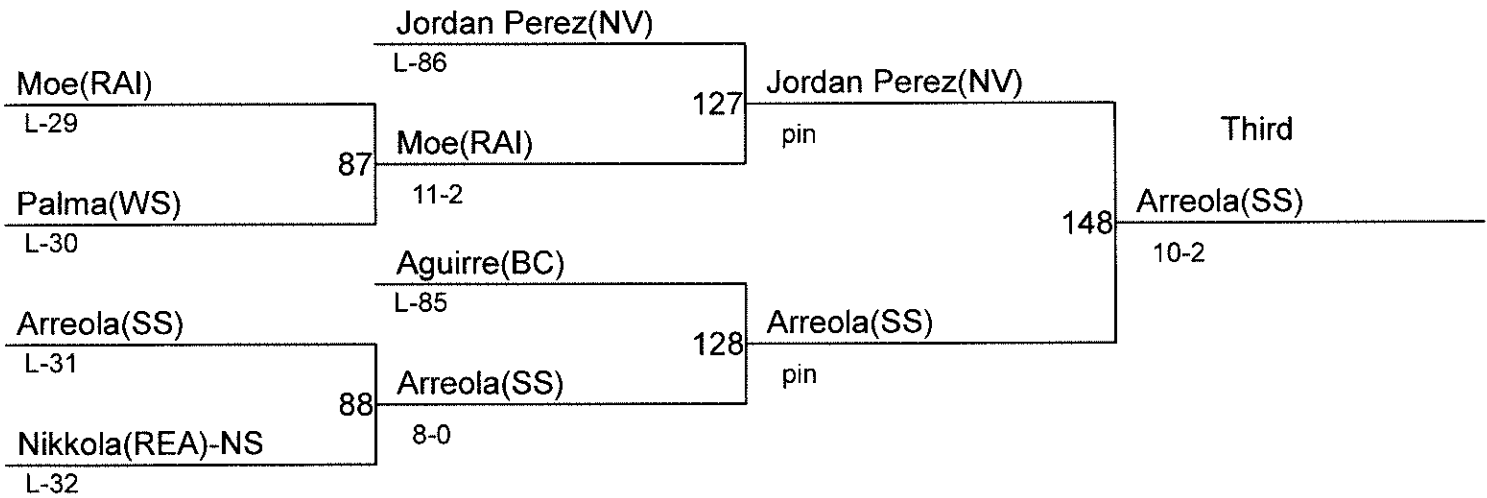 Jordan Perez(NV)
L-86
Moe(RAI)
L-29
127
Jordan Perez(NV)
pin
Third
87
Moe(RAI)
11-2
Palma(WS)
L-30
148
Arreola(SS)
10-2
Aguirre(BC)
L-85
Arreola(SS)
L-31
128
Arreola(SS)
pin
88
Arreola(SS)
8-0
Nikkola(REA)-NS
L-32